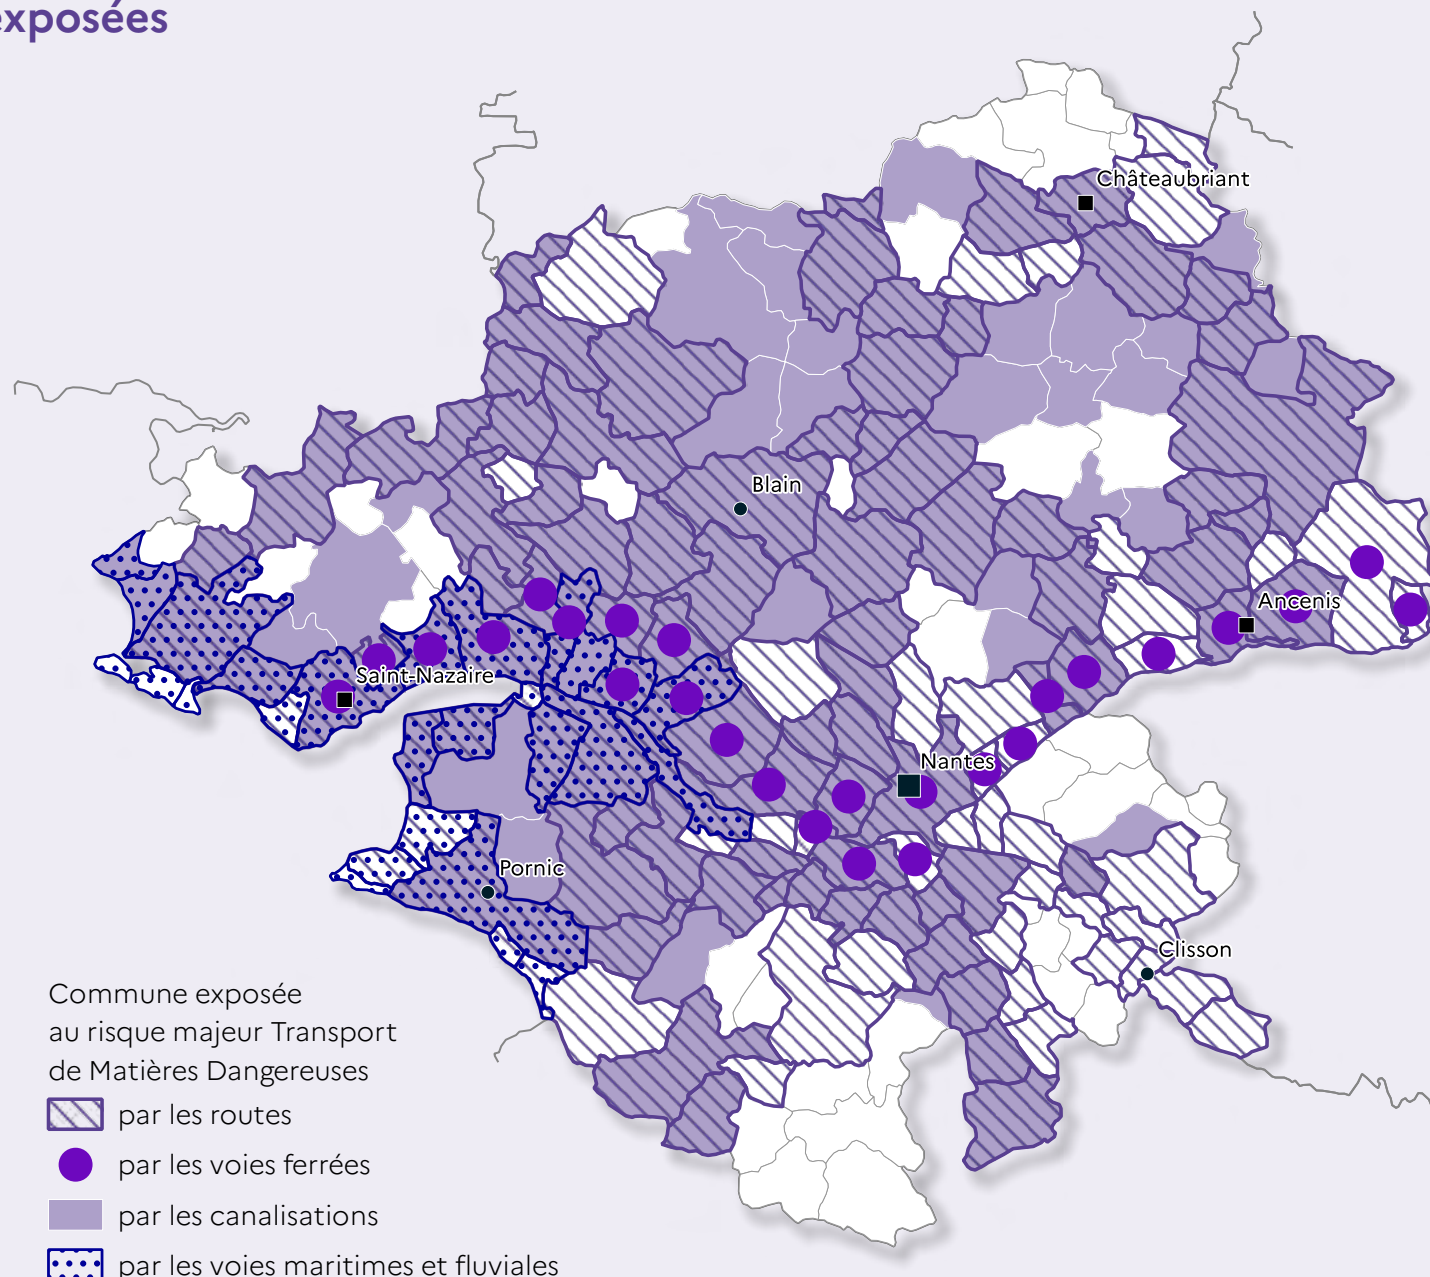 exposées
Châteaubriant
Blain
Ancenis
Saint-Nazaire
Nantes
Pornic
Clisson
Commune exposée
au risque majeur Transport
de Matières Dangereuses
par les routes
par les voies ferrées
par les canalisations
par les voies maritimes et fluviales